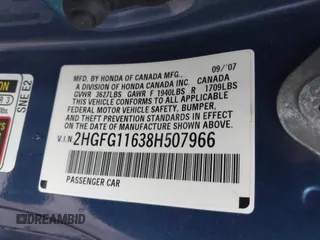 SNE E2
09/'07
MFD. BY HONDA OF CANADA MFG.,
A DIVISION OF HONDA CANADA INC. CANADA
GVWR 3627LBS GAWR F 1940LBS R 1709LBS
THIS VEHICLE CONFORMS TO ALL APPLICABLE
FEDERAL MOTOR VEHICLE SAFETY, BUMPER,
AND THEFT PREVENTION STANDARDS IN EFFECT
ON THE DATE OF MANUFACTURE SHOWN ABOVE.
V.I.N. 2HGFG11638H507966
PASSENGER CAR
DREAMBID